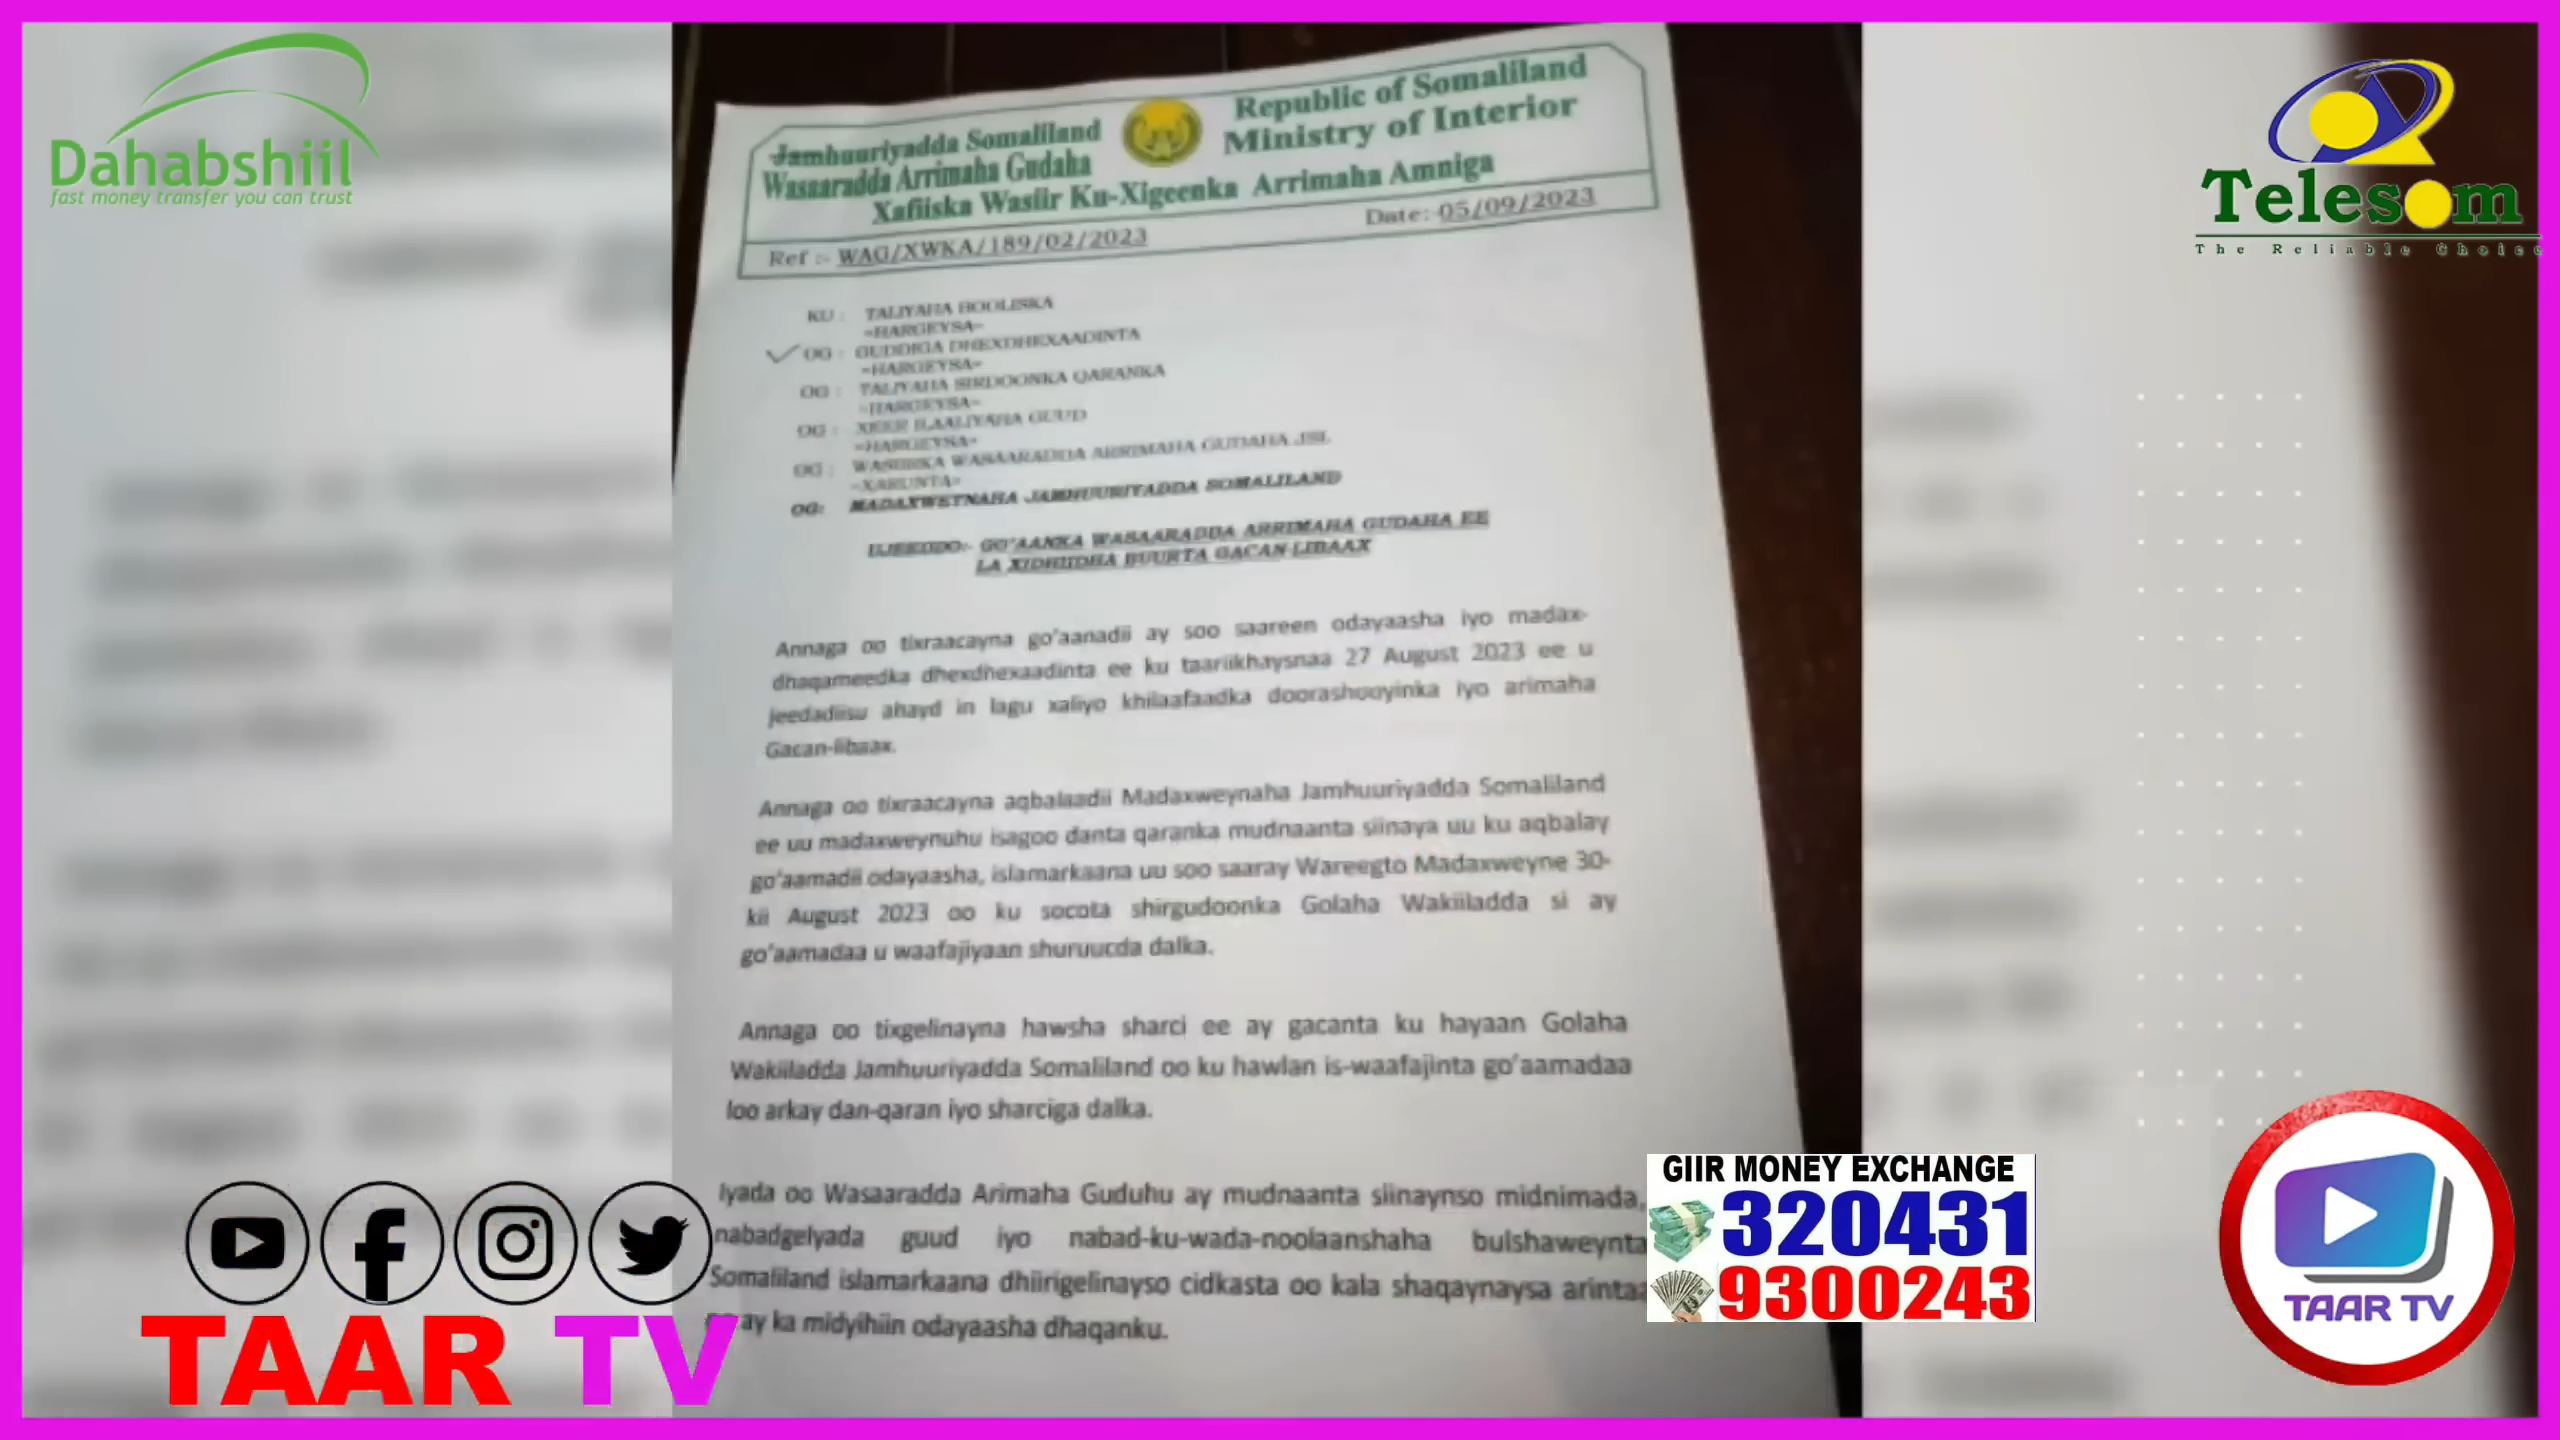 Dahabshiil
fast money transfer you can trust
Telesom
The Reliable Choice
Jamhuuriyadda Somaliland
Wasaaradda Arrimaha Gudaha
Republic of Somaliland
Ministry of Interior
Xafiiska Wasiir Ku-Xigeenka Arrimaha Amniga
Ref :- WAG/XWKA/189/02/2023
Date:-05/09/2023
KU : TALIYAHA BOOLISKA
=HARGEYSA=
OG : GUDDIGA DHEXDHEXAADINTA
=HARGEYSA=
OG : TALIYAHA SIRDOONKA QARANKA
=HARGEYSA=
OG : XEER ILAALIYAHA GUUD
=HARGEYSA=
OG : WASIIRKA WASAARADDA ARRIMAHA GUDAHA JSL
=XARUNTA=
OG: MADAXWEYNAHA JAMHUURIYADDA SOMALILAND
UJEEDDO:- GO'AANKA WASAARADDA ARRIMAHA GUDAHA EE
LA XIDHIIDHA BUURTA GACAN-LIBAAX
Annaga oo tixraacayna go'aanadii ay soo saareen odayaasha iyo madax-
dhaqameedka dhexdhexaadinta ee ku taariikhaysnaa 27 August 2023 ee u
jeedadiisu ahayd in lagu xaliyo khilaafaadka doorashooyinka iyo arimaha
Gacan-libaax.
Annaga oo tixraacayna aqbalaadii Madaxweynaha Jamhuuriyadda Somaliland
ee uu madaxweynuhu isagoo danta qaranka mudnaanta siinaya uu ku aqbalay
go'aamadii odayaasha, islamarkaana uu soo saaray Wareegto Madaxweyne 30-
kii August 2023 oo ku socota shirgudoonka Golaha Wakiiladda si ay
go'aamadaa u waafajiyaan shuruucda dalka.
Annaga oo tixgelinayna hawsha sharci ee ay gacanta ku hayaan Golaha
Wakiiladda Jamhuuriyadda Somaliland oo ku hawlan is-waafajinta go'aamadaa
loo arkay dan-qaran iyo sharciga dalka.
Iyada oo Wasaaradda Arimaha Guduhu ay mudnaanta siinaynso midnimada,
nabadgelyada guud iyo nabad-ku-wada-noolaanshaha bulshaweynta
Somaliland islamarkaana dhiirigelinayso cidkasta oo kala shaqaynaysa arintaa
ay ka midyihiin odayaasha dhaqanku.
GIIR MONEY EXCHANGE
320431
9300243
TAAR TV
TAAR TV